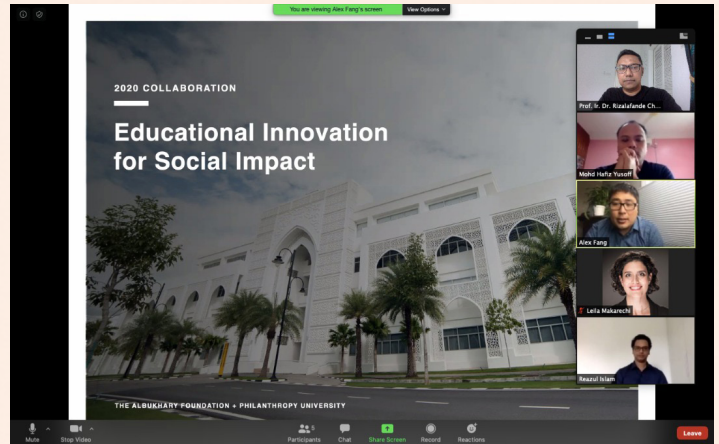 You are viewing Alex Fang's screen
View Options
2020 COLLABORATION
Educational Innovation
for Social Impact
THE ALBUKHARY FOUNDATION + PHILANTHROPY UNIVERSITY
Prof. Ir. Dr. Rizalafande Ch...
Mohd Hafiz Yusoff
Alex Fang
Leila Makarechi
Reazul Islam
Mute
Stop Video
Participants
5
Chat
Share Screen
Record
Reactions
Leave